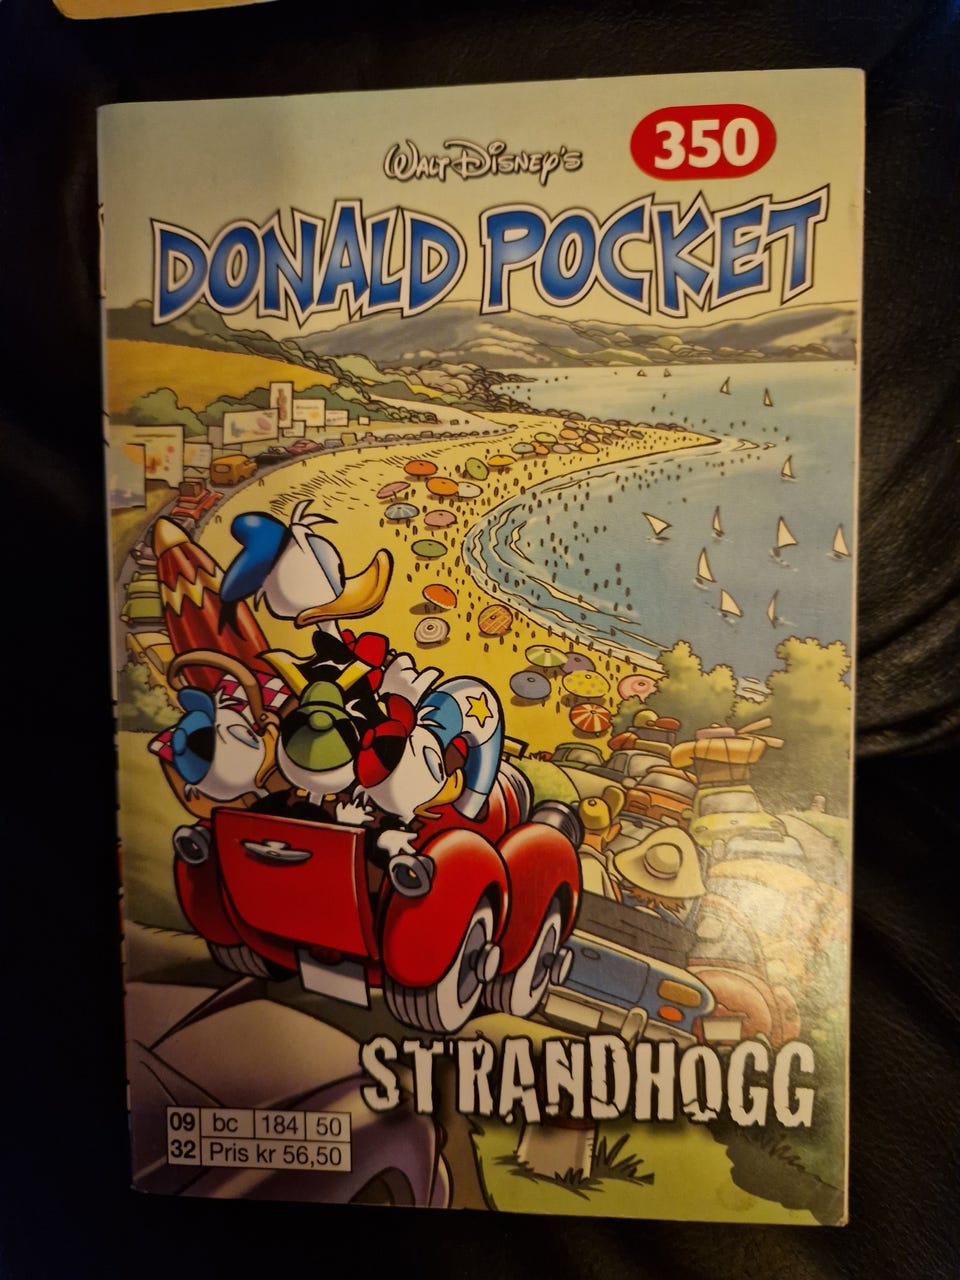 350
WALT DISNEY'S
DONALD POCKET
STRANDHOGG
09 bc 184 50
32 Pris kr 56,50